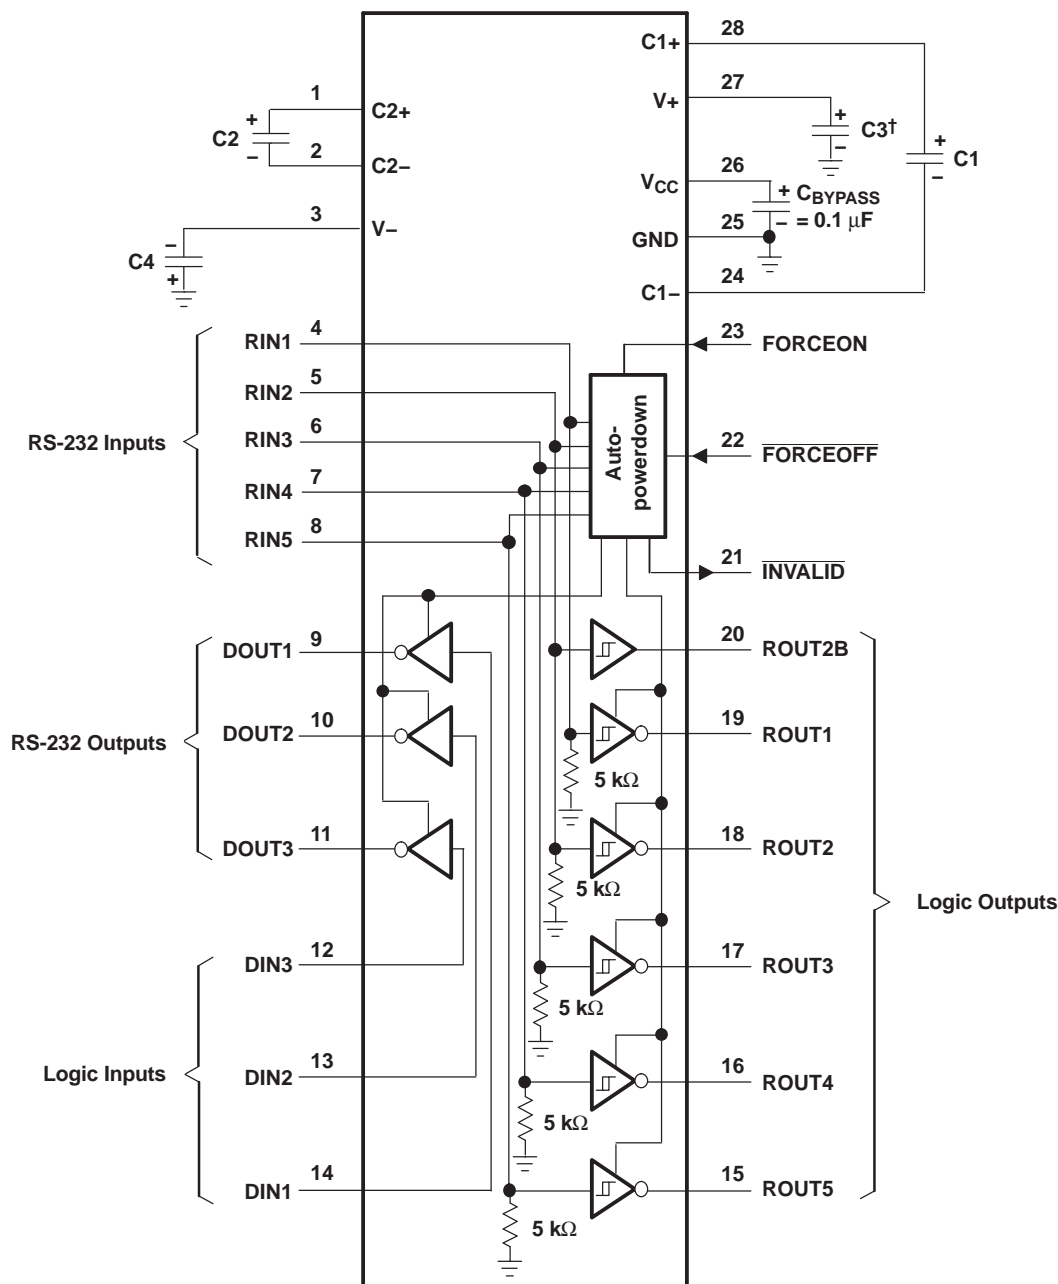 28
C1+
27
V+
C3†
+
−
C1
+
−
1
C2+
C2
+
−
2
C2−
26
VCC
+ CBYPASS
− = 0.1 μF
25
GND
3
V−
C4
−
+
24
C1−
4
RIN1
23
FORCEON
5
RIN2
RS-232 Inputs
6
RIN3
Auto-
powerdown
22
FORCEOFF
7
RIN4
8
RIN5
21
INVALID
9
DOUT1
20
ROUT2B
10
DOUT2
RS-232 Outputs
19
ROUT1
5 kΩ
11
DOUT3
18
ROUT2
5 kΩ
Logic Outputs
12
DIN3
17
ROUT3
5 kΩ
13
DIN2
Logic Inputs
16
ROUT4
5 kΩ
14
DIN1
15
ROUT5
5 kΩ